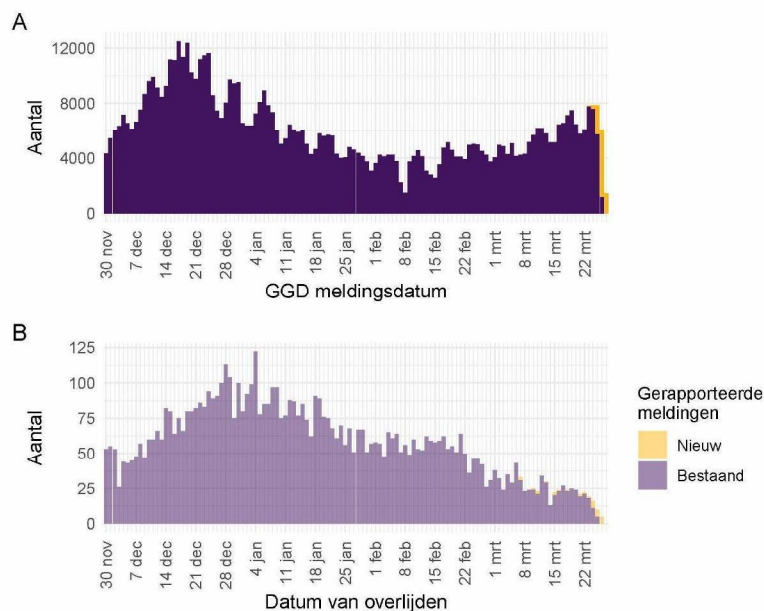 A
12000
8000
4000
0
Aantal
30 nov
7 dec
14 dec
21 dec
28 dec
4 jan
11 jan
18 jan
25 jan
1 feb
8 feb
15 feb
22 feb
1 mrt
8 mrt
15 mrt
22 mrt
GGD meldingsdatum
B
125
100
75
50
25
0
Aantal
30 nov
7 dec
14 dec
21 dec
28 dec
4 jan
11 jan
18 jan
25 jan
1 feb
8 feb
15 feb
22 feb
1 mrt
8 mrt
15 mrt
22 mrt
Datum van overlijden
Gerapporteerde
meldingen
Nieuw
Bestaand